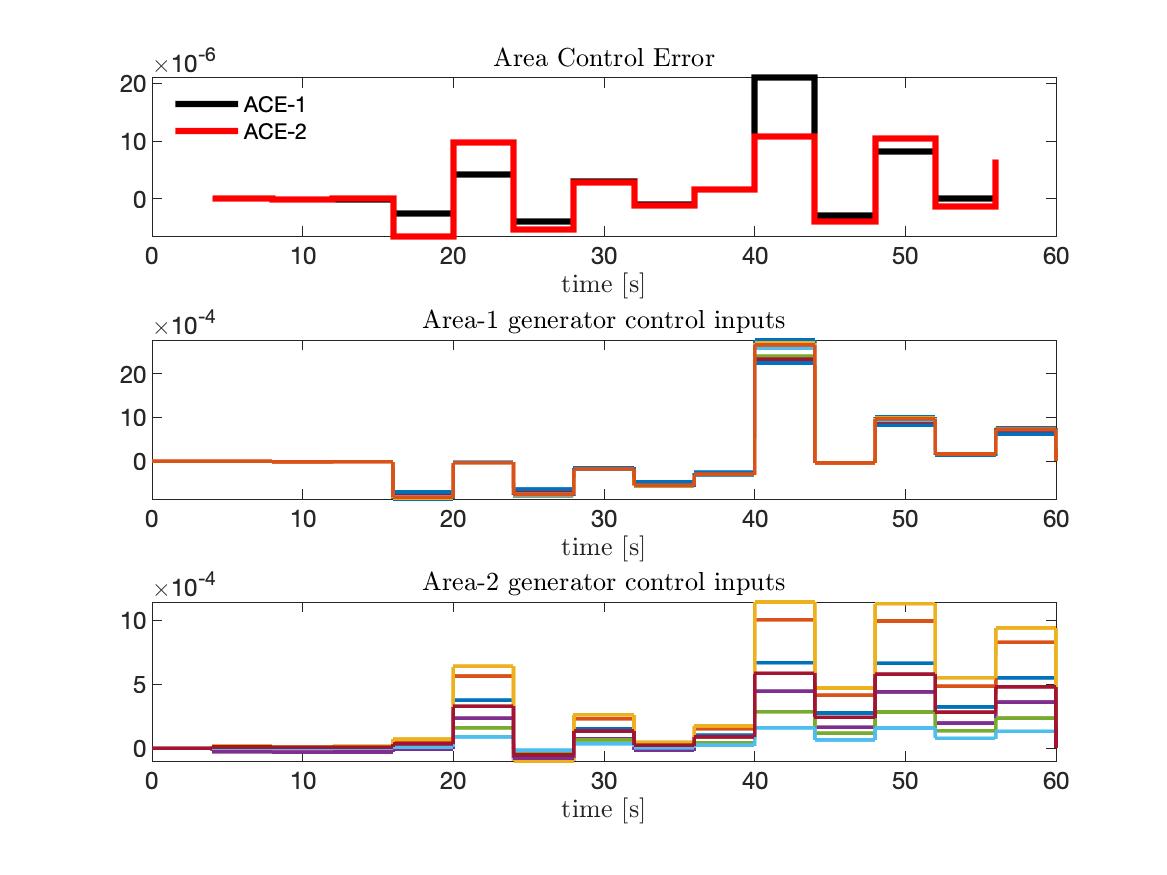 ×10-6
Area Control Error
20
10
0
ACE-1
ACE-2
0 10 20 30 40 50 60
time [s]
×10-4
Area-1 generator control inputs
20
10
0
0 10 20 30 40 50 60
time [s]
×10-4
Area-2 generator control inputs
10
5
0
0 10 20 30 40 50 60
time [s]